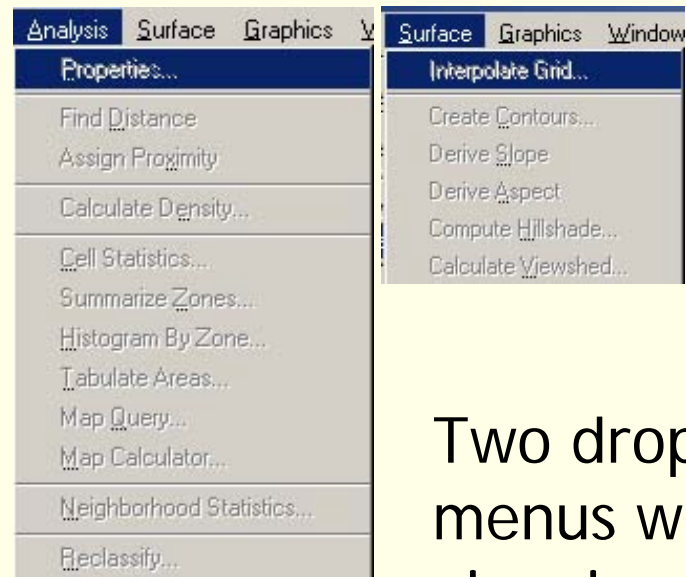 Analysis Surface Graphics
Properties...
Find Distance
Assign Proximity
Calculate Density...
Cell Statistics...
Summarize Zones...
Histogram By Zone...
Tabulate Areas...
Map Query...
Map Calculator...
Neighborhood Statistics...
Reclassify...
Surface Graphics Window
Interpolate Grid...
Create Contours...
Derive Slope
Derive Aspect
Compute Hillshade...
Calculate Viewshed...
Two drop
menus w